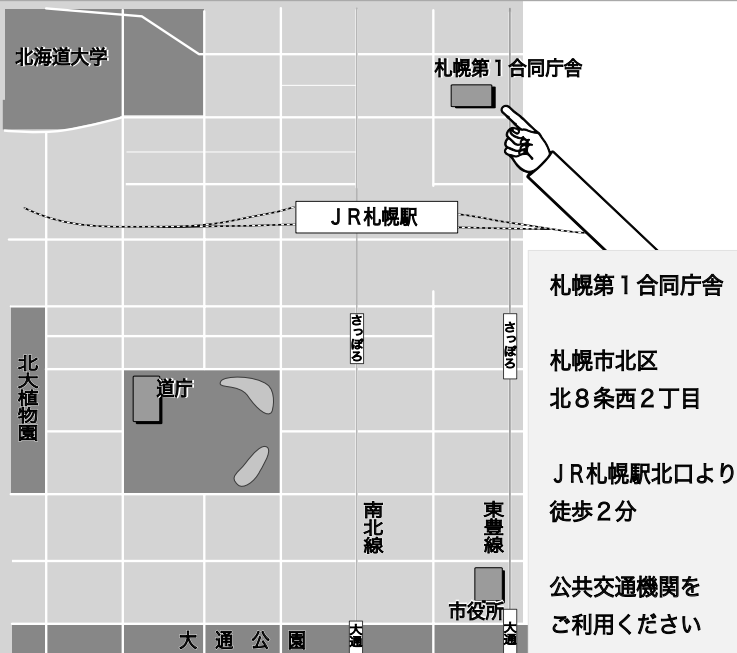 北海道大学
札幌第１合同庁舎
ＪＲ札幌駅
さっぽろ
さっぽろ
北大植物園
道庁
南北線
東豊線
市役所
大通公園
大通
大通
札幌第１合同庁舎
札幌市北区
北８条西２丁目
ＪＲ札幌駅北口より
徒歩２分
公共交通機関を
ご利用ください